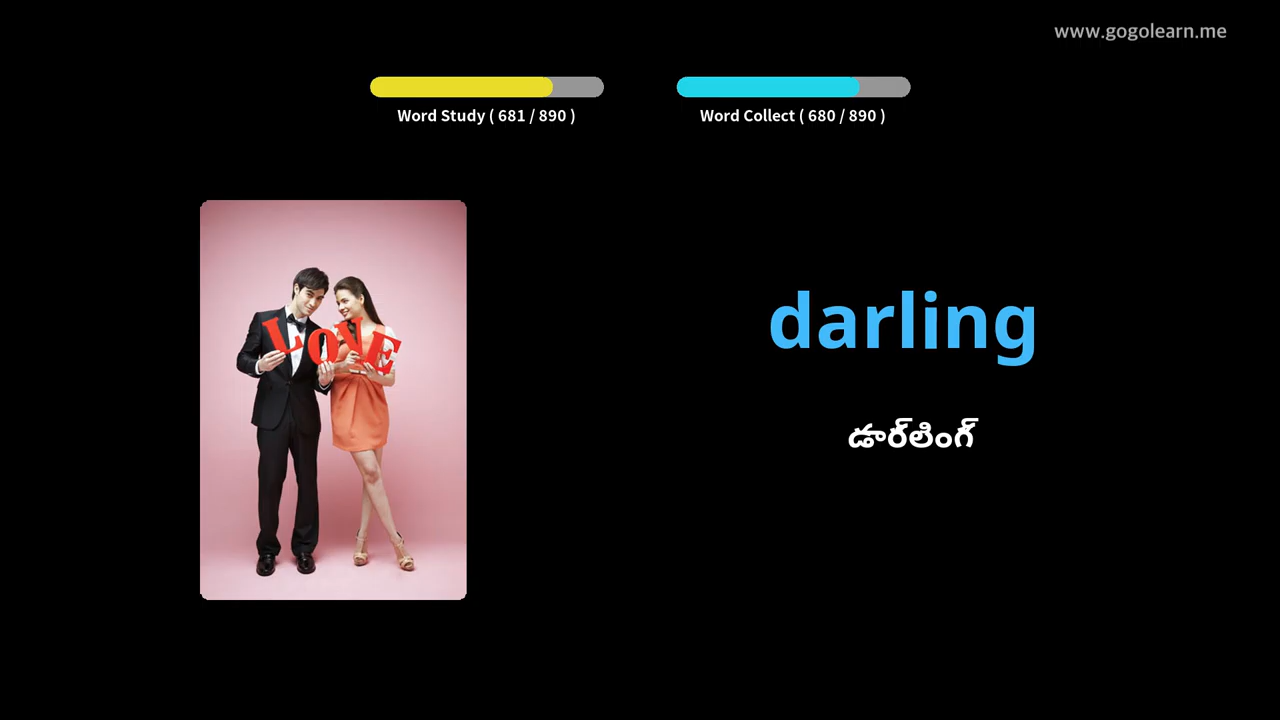 www.gogolearn.me
Word Study ( 681 / 890 )
Word Collect ( 680 / 890 )
LOVE
darling
డార్లింగ్